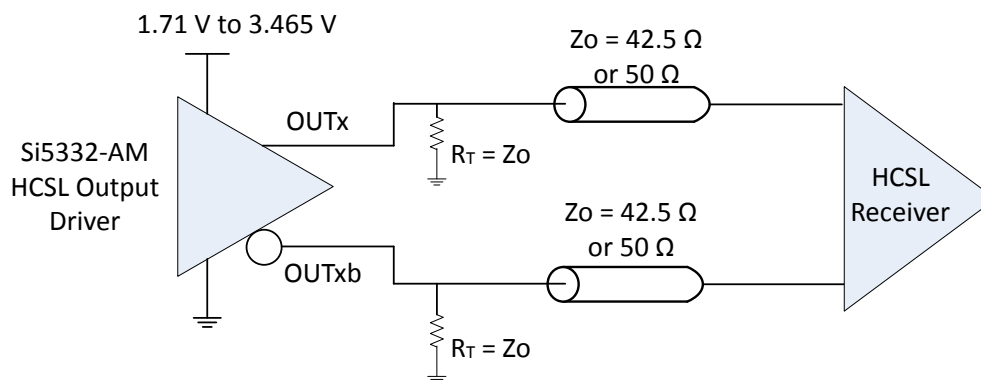 1.71 V to 3.465 V
Zo = 42.5 Ω
or 50 Ω
OUTx
RT = Zo
Si5332-AM
HCSL Output
Driver
HCSL
Receiver
Zo = 42.5 Ω
or 50 Ω
OUTxb
RT = Zo